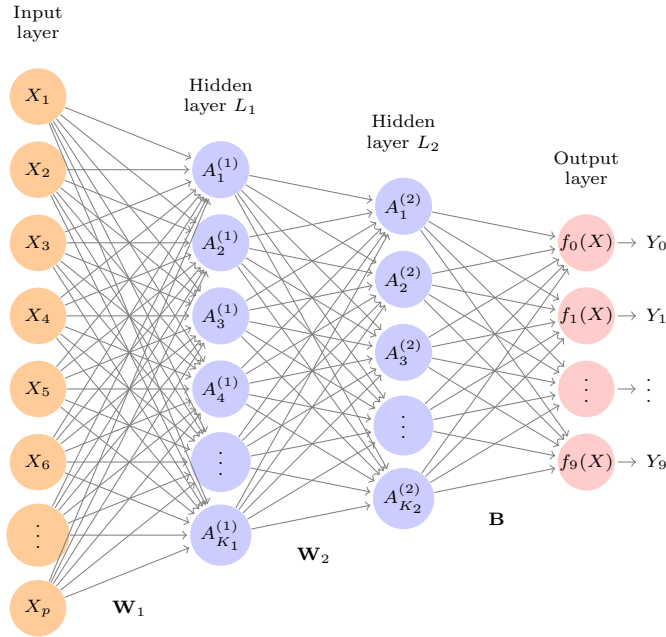 Input
layer
Hidden
layer L₁
Hidden
layer L₂
Output
layer
X₁
X₂
X₃
X₄
X₅
X₆
⋮
Xₚ
A₁⁽¹⁾
A₂⁽¹⁾
A₃⁽¹⁾
A₄⁽¹⁾
⋮
A_{K₁}⁽¹⁾
A₁⁽²⁾
A₂⁽²⁾
A₃⁽²⁾
⋮
A_{K₂}⁽²⁾
f₀(X) → Y₀
f₁(X) → Y₁
⋮ → ⋮
f₉(X) → Y₉
W₁
W₂
B